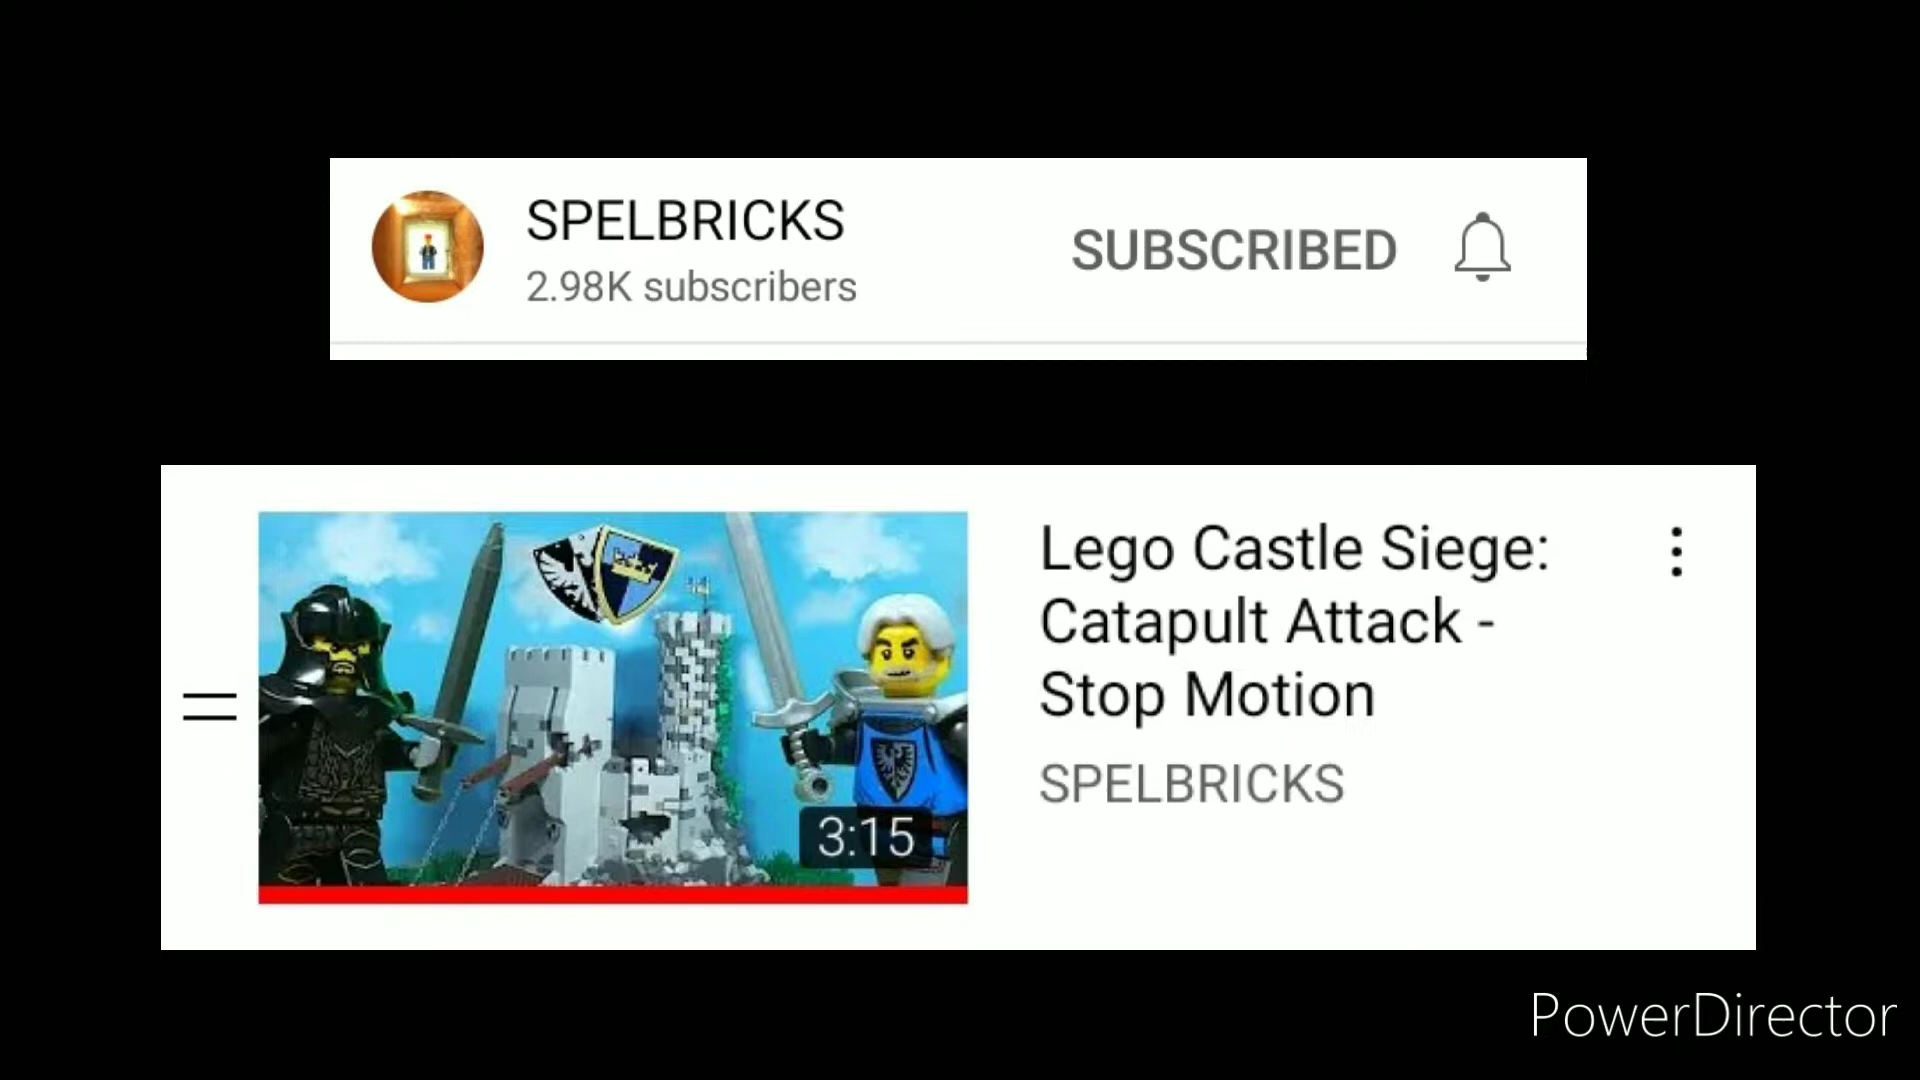 SPELBRICKS
2.98K subscribers
SUBSCRIBED
Lego Castle Siege:
Catapult Attack -
Stop Motion
SPELBRICKS
3:15
PowerDirector